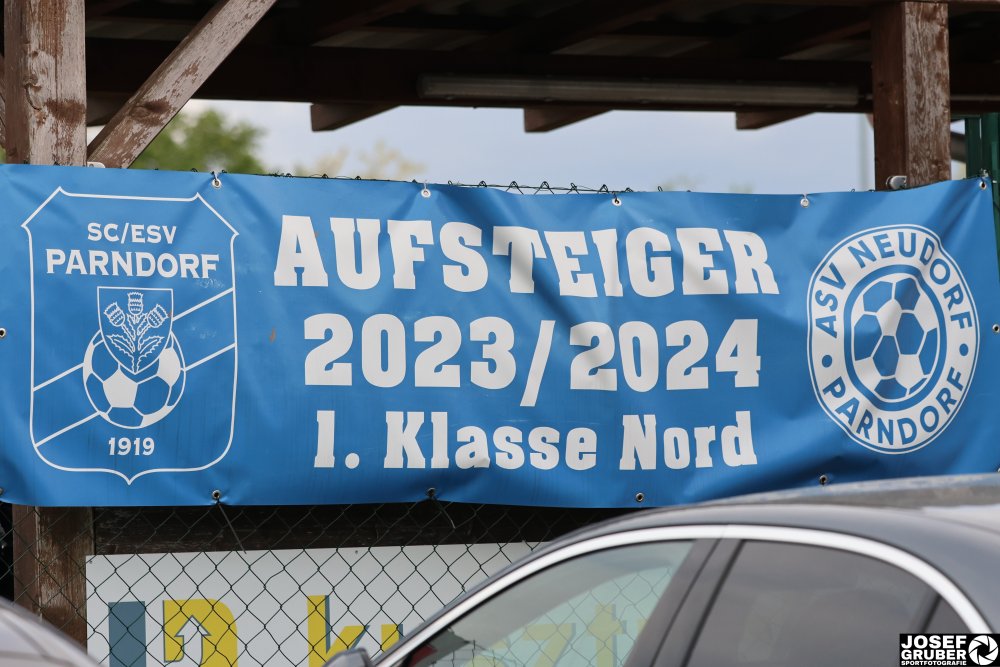 SC/ESV
PARNDORF
1919
AUFSTEIGER
2023/2024
1. Klasse Nord
ASV NEUDORF
· PARNDORF ·
JOSEF
GRUBER
SPORTFOTOGRAFIE